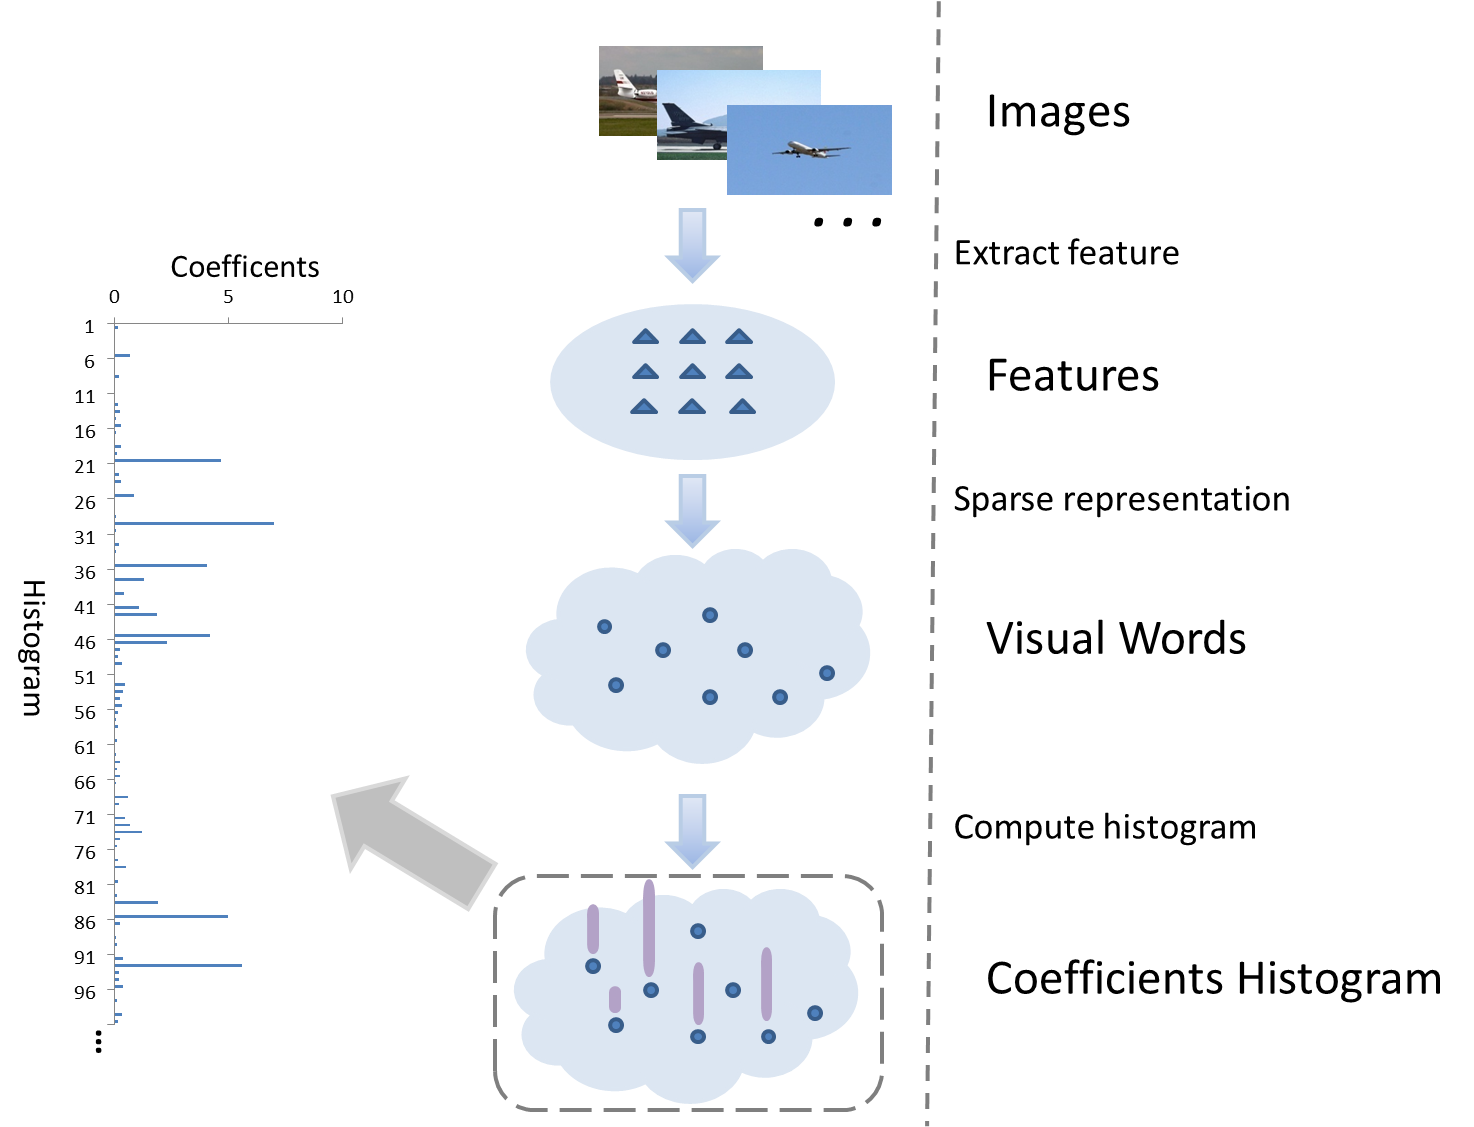 Images
Extract feature
Features
Sparse representation
Visual Words
Compute histogram
Coefficients Histogram
Coefficents
0 5 10
Histogram
1
6
11
16
21
26
31
36
41
46
51
56
61
66
71
76
81
86
91
96
...
...